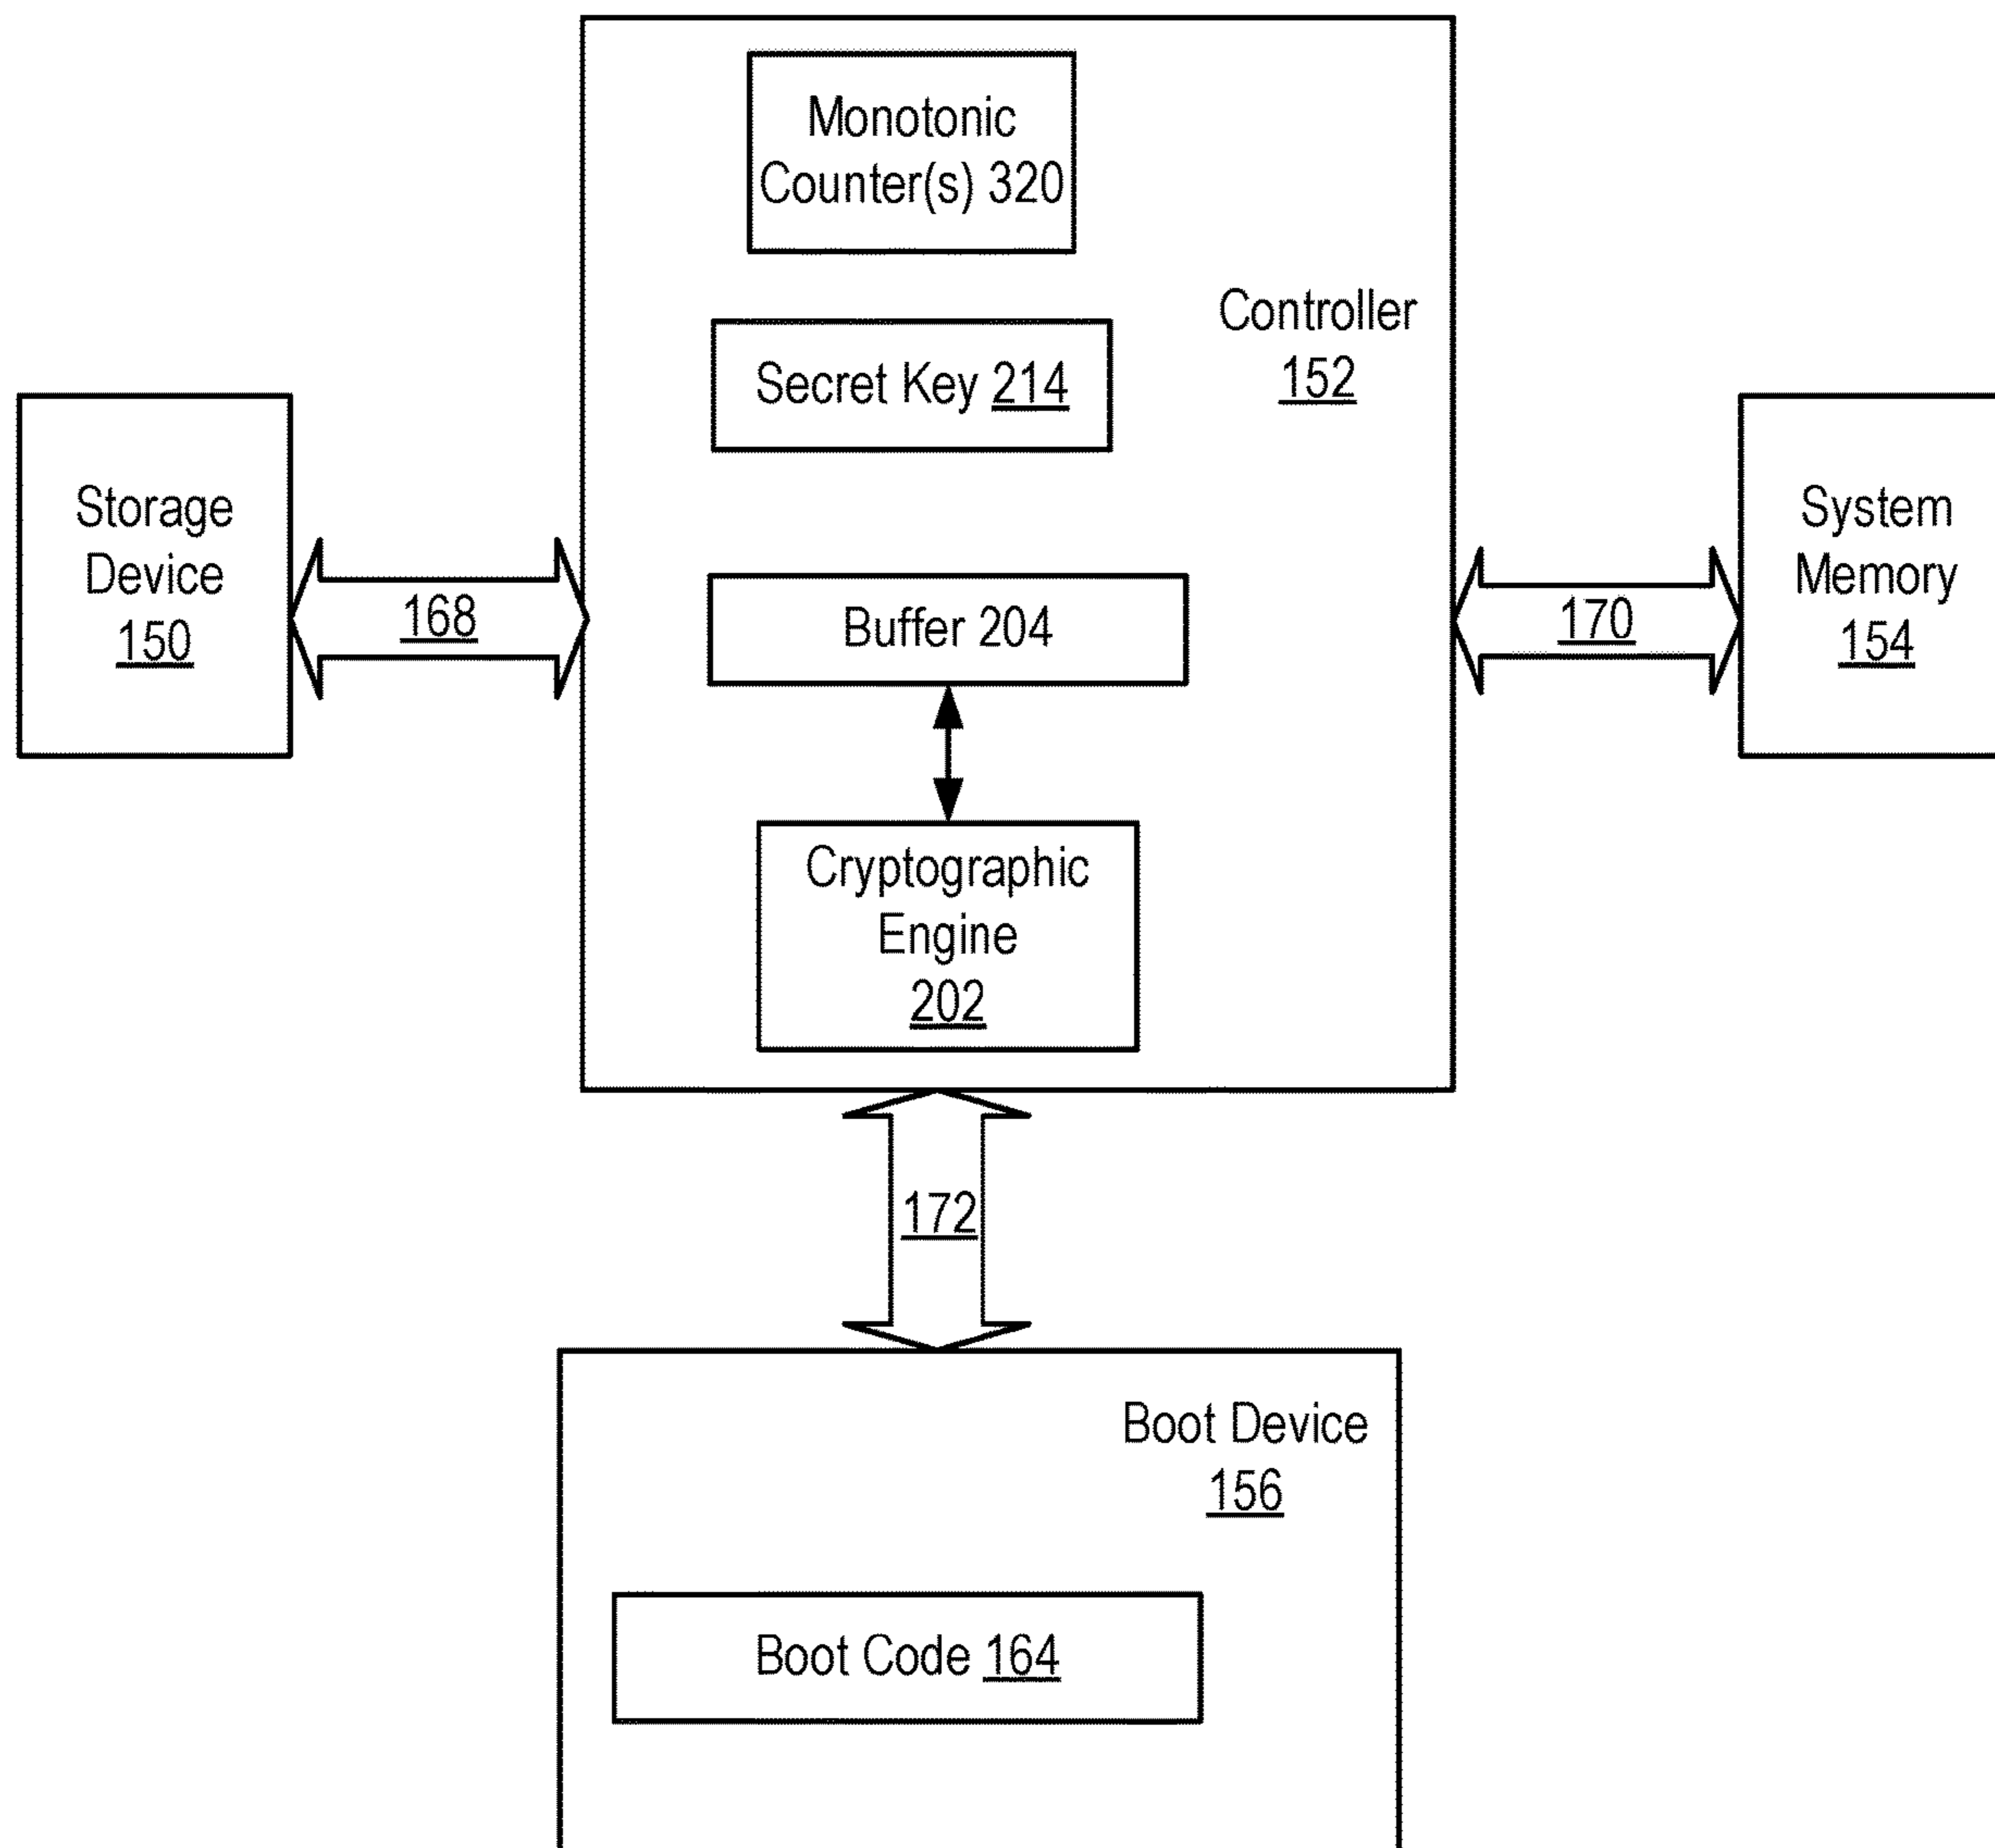 Monotonic
Counter(s) 320
Controller
152
Secret Key 214
Storage
Device
150
168
Buffer 204
170
System
Memory
154
Cryptographic
Engine
202
172
Boot Device
156
Boot Code 164